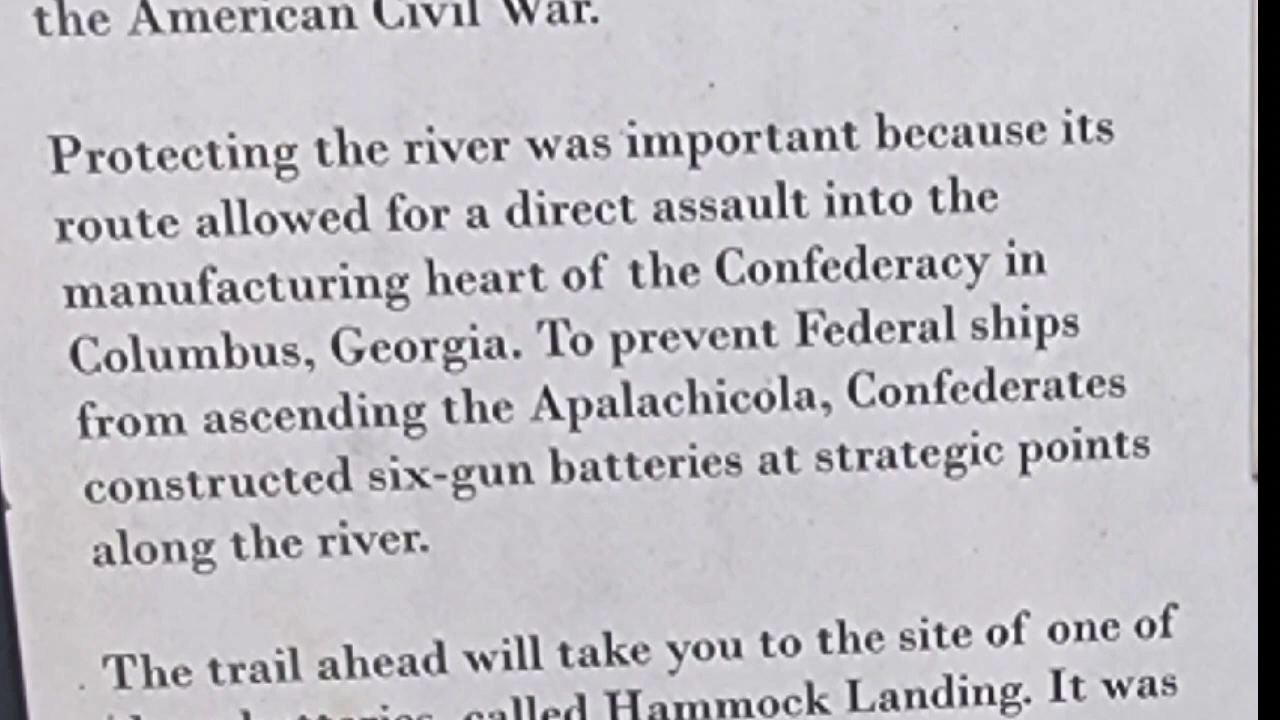 the American Civil War.
Protecting the river was important because its
route allowed for a direct assault into the
manufacturing heart of the Confederacy in
Columbus, Georgia. To prevent Federal ships
from ascending the Apalachicola, Confederates
constructed six-gun batteries at strategic points
along the river.
The trail ahead will take you to the site of one of
batteries, called Hammock Landing. It was